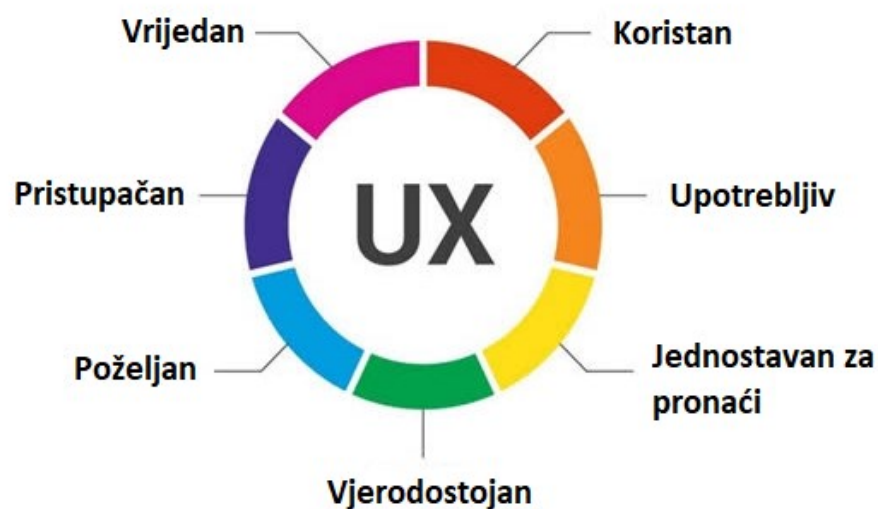 Vrijedan
Koristan
Pristupačan
UX
Upotrebljiv
Poželjan
Jednostavan za
pronaći
Vjerodostojan